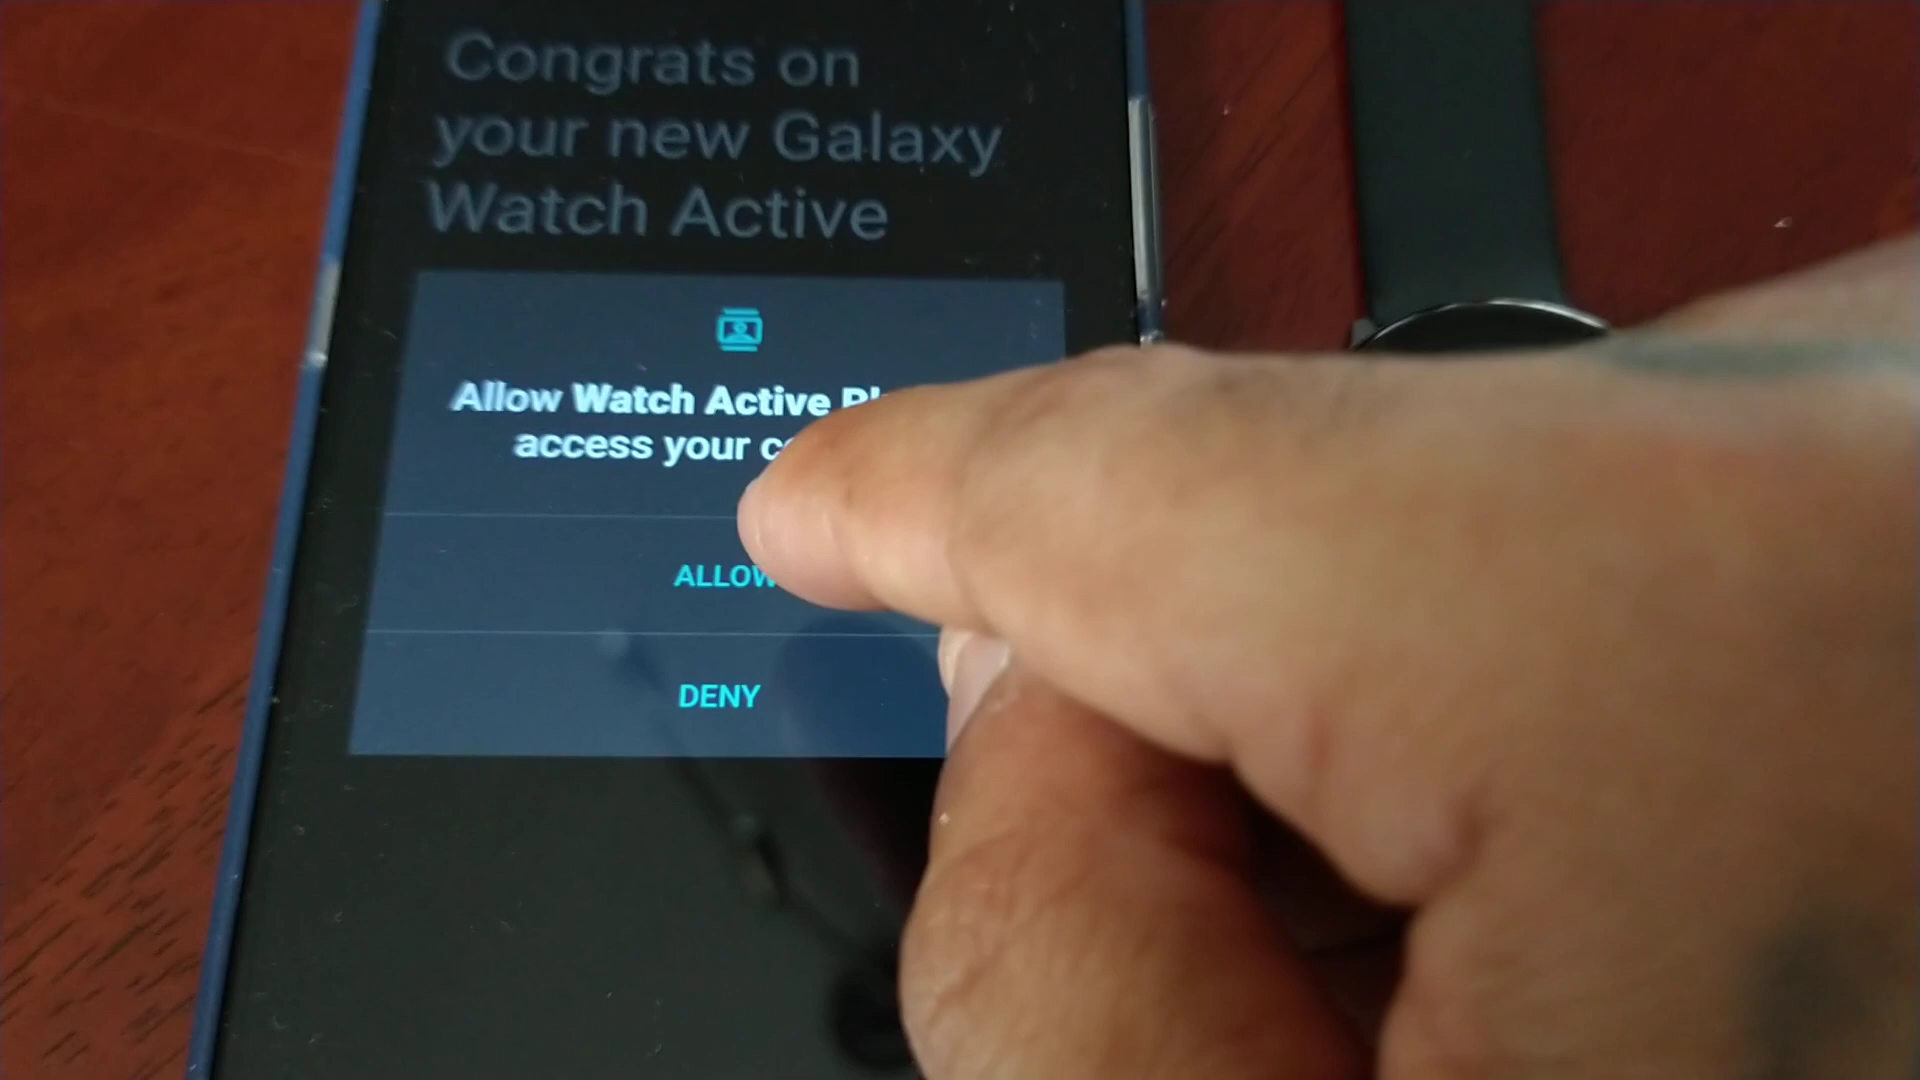 Congrats on
your new Galaxy
Watch Active
Allow Watch Active
access your
ALLOW
DENY